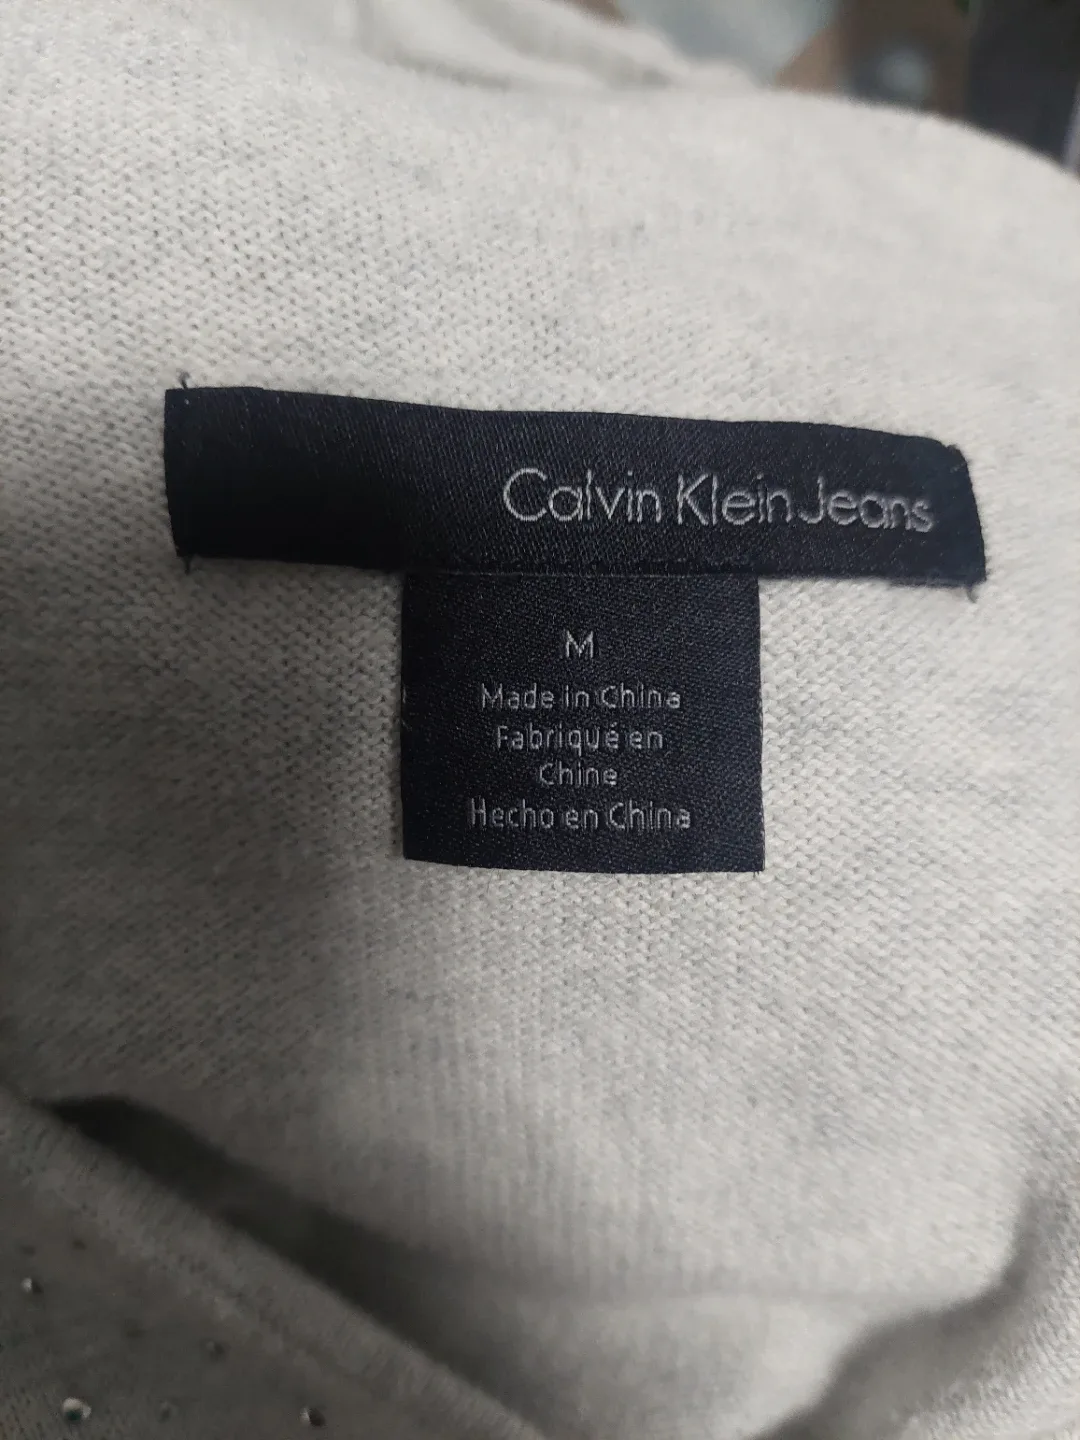 Calvin Klein Jeans
M
Made in China
Fabriqué en
Chine
Hecho en China